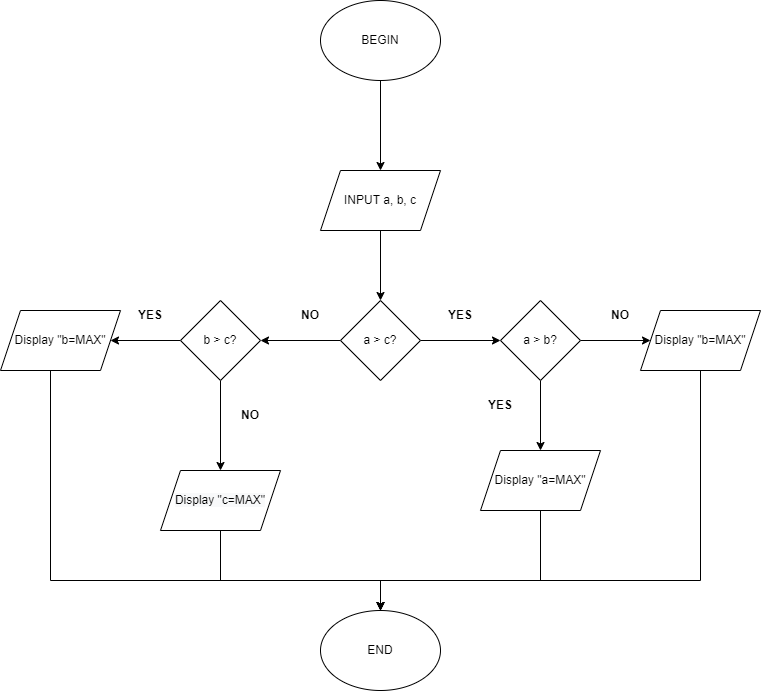 BEGIN
INPUT a, b, c
YES
NO
YES
NO
Display "b=MAX"
b > c?
a > c?
a > b?
Display "b=MAX"
NO
YES
Display "c=MAX"
Display "a=MAX"
END